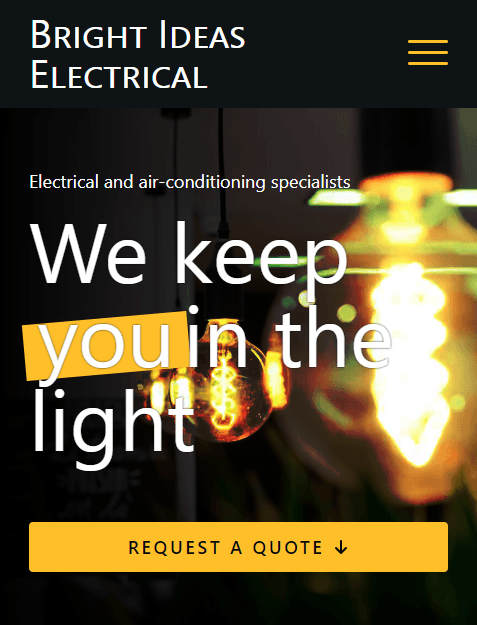 Bright Ideas
Electrical
Electrical and air-conditioning specialists
We keep
you in the
light
REQUEST A QUOTE ↓